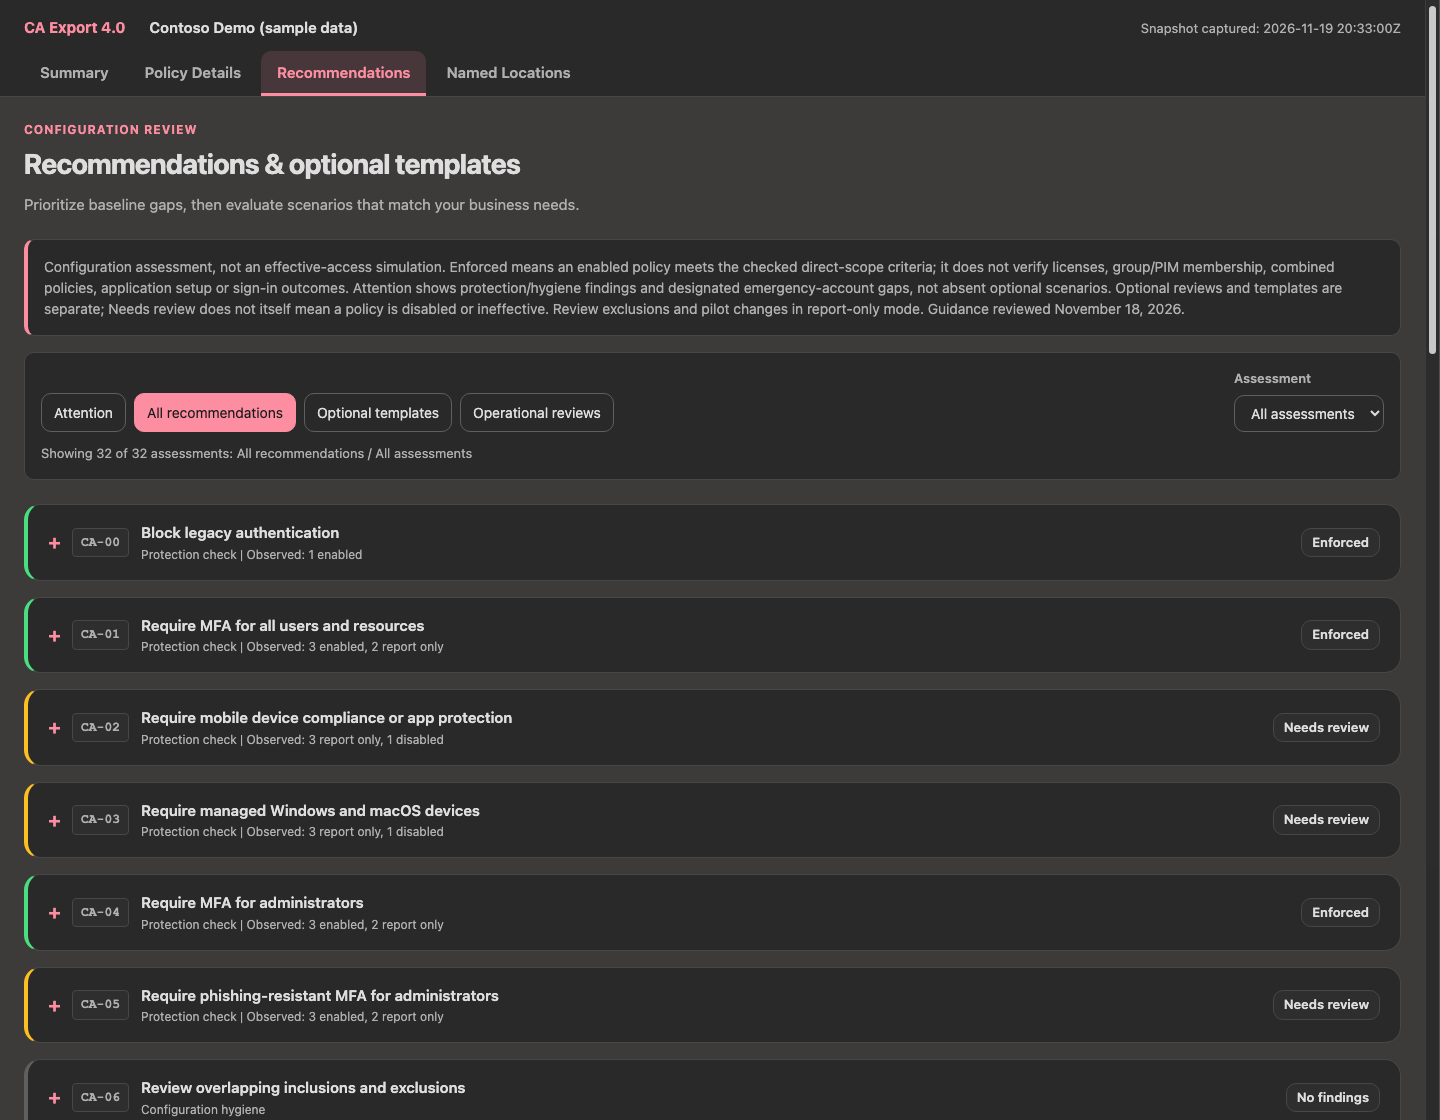 CA Export 4.0
Contoso Demo (sample data)
Snapshot captured: 2026-11-19 20:33:00Z
Summary
Policy Details
Recommendations
Named Locations
CONFIGURATION REVIEW
Recommendations & optional templates
Prioritize baseline gaps, then evaluate scenarios that match your business needs.
Configuration assessment, not an effective-access simulation. Enforced means an enabled policy meets the checked direct-scope criteria; it does not verify licenses, group/PIM membership, combined
policies, application setup or sign-in outcomes. Attention shows protection/hygiene findings and designated emergency-account gaps, not absent optional scenarios. Optional reviews and templates are
separate; Needs review does not itself mean a policy is disabled or ineffective. Review exclusions and pilot changes in report-only mode. Guidance reviewed November 18, 2026.
Assessment
Attention
All recommendations
Optional templates
Operational reviews
All assessments
Showing 32 of 32 assessments: All recommendations / All assessments
+ CA-00
Block legacy authentication
Protection check | Observed: 1 enabled
Enforced
+ CA-01
Require MFA for all users and resources
Protection check | Observed: 3 enabled, 2 report only
Enforced
+ CA-02
Require mobile device compliance or app protection
Protection check | Observed: 3 report only, 1 disabled
Needs review
+ CA-03
Require managed Windows and macOS devices
Protection check | Observed: 3 report only, 1 disabled
Needs review
+ CA-04
Require MFA for administrators
Protection check | Observed: 3 enabled, 2 report only
Enforced
+ CA-05
Require phishing-resistant MFA for administrators
Protection check | Observed: 3 enabled, 2 report only
Needs review
+ CA-06
Review overlapping inclusions and exclusions
Configuration hygiene
No findings